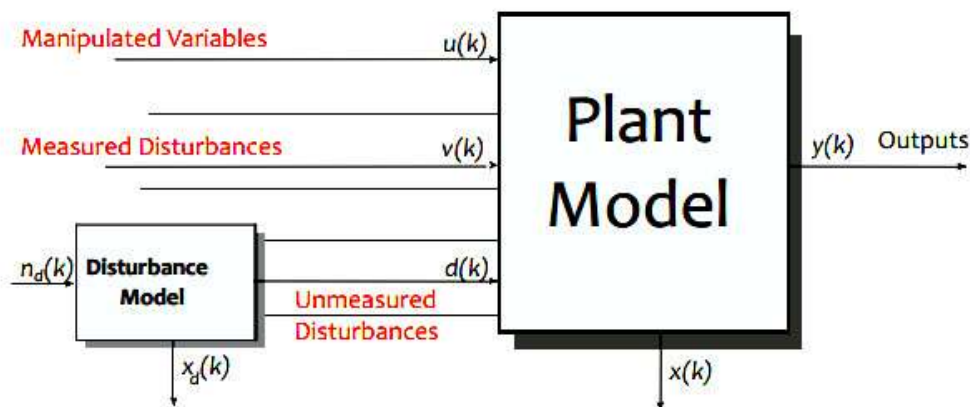 Manipulated Variables
u(k)
Plant
Model
Measured Disturbances
v(k)
y(k)
Outputs
n_d(k)
Disturbance
Model
d(k)
Unmeasured
Disturbances
x_d(k)
x(k)